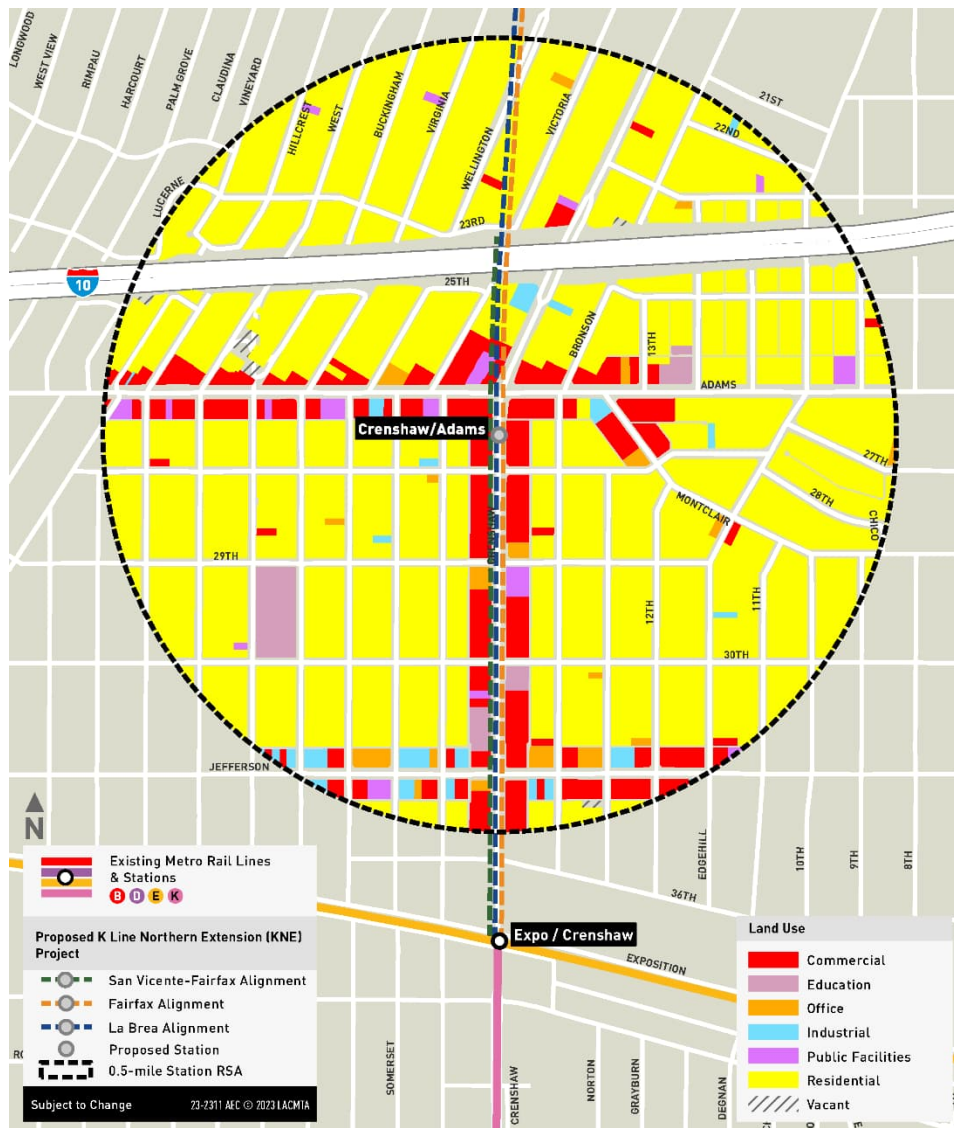 LONGWOOD
WEST VIEW
RIMPAU
HARCOURT
PALM GROVE
CLAUDINA
VINEYARD
HILLCREST
WEST
BUCKINGHAM
VIRGINIA
WELLINGTON
VICTORIA
21ST
22ND
LUCERNE
23RD
10
25TH
BRONSON
13TH
ADAMS
Crenshaw/Adams
27TH
28TH
MONTCLAIR
CHICO
CRENSHAW
29TH
12TH
11TH
30TH
JEFFERSON
N
EDGEHILL
10TH
9TH
8TH
36TH
Expo / Crenshaw
EXPOSITION
SOMERSET
CRENSHAW
NORTON
GRAYBURN
DEGNAN
Existing Metro Rail Lines
& Stations
B D E K
Proposed K Line Northern Extension (KNE)
Project
San Vicente-Fairfax Alignment
Fairfax Alignment
La Brea Alignment
Proposed Station
0.5-mile Station RSA
Subject to Change
23-2311 AEC © 2023 LACMTA
Land Use
Commercial
Education
Office
Industrial
Public Facilities
Residential
Vacant